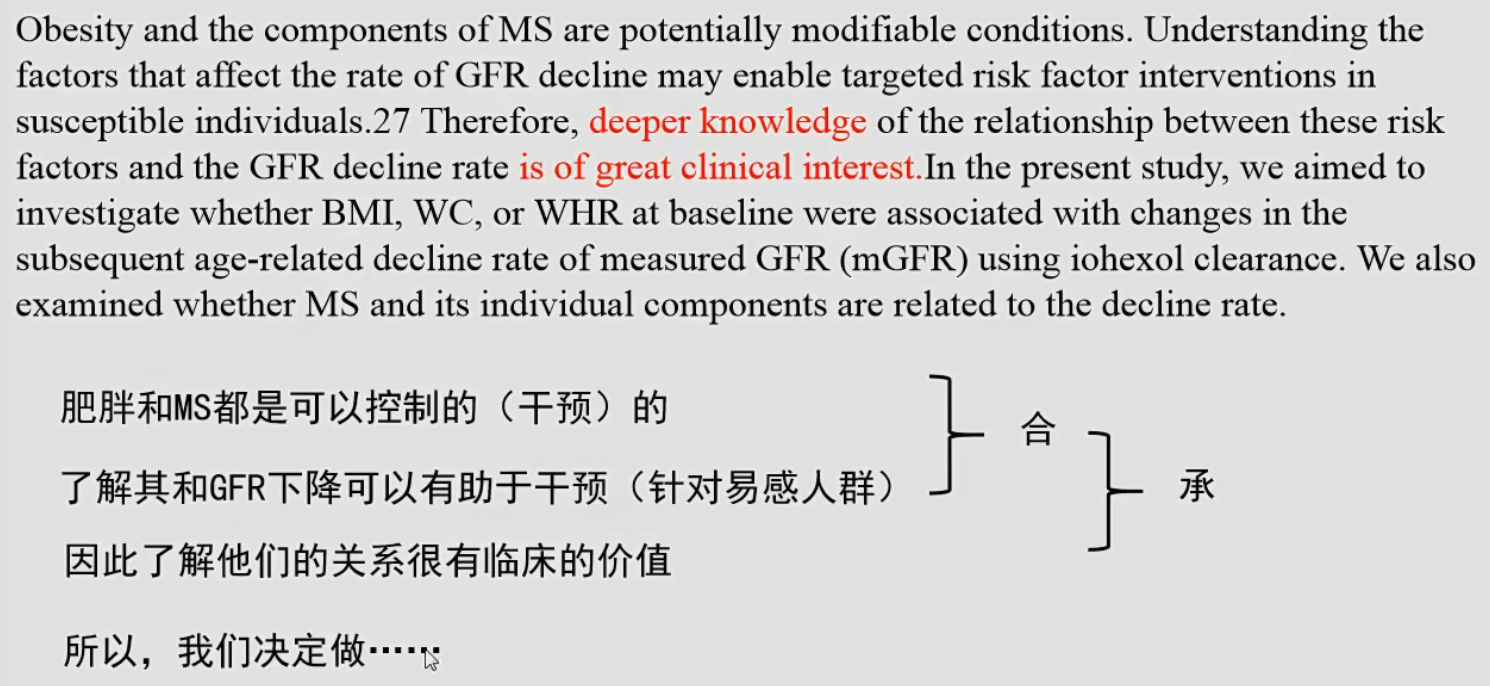 Obesity and the components of MS are potentially modifiable conditions. Understanding the
factors that affect the rate of GFR decline may enable targeted risk factor interventions in
susceptible individuals.27 Therefore, deeper knowledge of the relationship between these risk
factors and the GFR decline rate is of great clinical interest.In the present study, we aimed to
investigate whether BMI, WC, or WHR at baseline were associated with changes in the
subsequent age-related decline rate of measured GFR (mGFR) using iohexol clearance. We also
examined whether MS and its individual components are related to the decline rate.
肥胖和MS都是可以控制的（干预）的
合
了解其和GFR下降可以有助于干预（针对易感人群）
承
因此了解他们的关系很有临床的价值
所以，我们决定做……